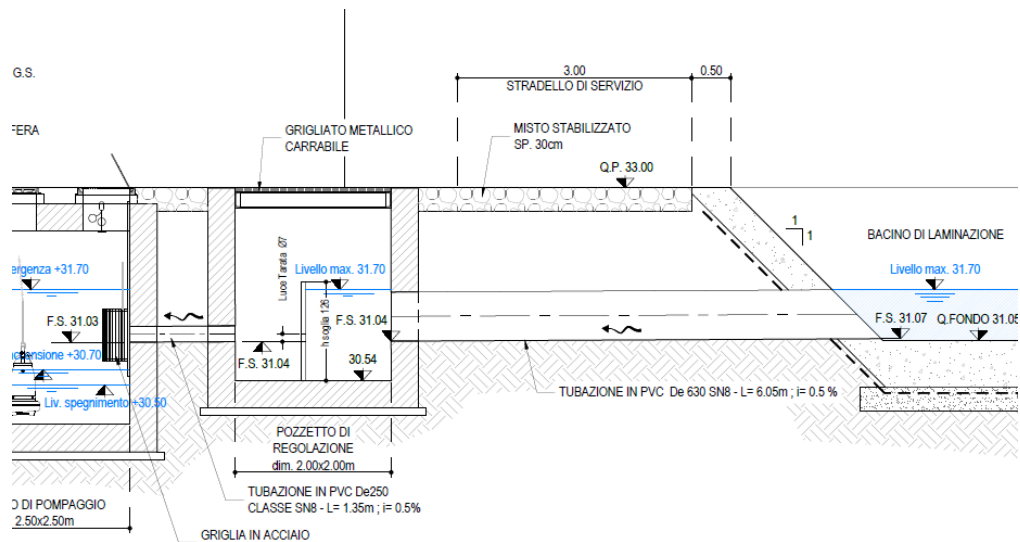 G.S.
FERA
3.00
0.50
STRADELLO DI SERVIZIO
GRIGLIATO METALLICO
CARRABILE
MISTO STABILIZZATO
SP. 30cm
Q.P. 33.00
1
1
BACINO DI LAMINAZIONE
ergenza +31.70
Luce Tarata Ø7
Livello max. 31.70
Livello max. 31.70
h soglia 126
F.S. 31.03
F.S. 31.04
F.S. 31.07
Q.FONDO 31.05
F.S. 31.04
30.54
ensione +30.70
Liv. spegnimento +30.50
TUBAZIONE IN PVC De 630 SN8 - L= 6.05m ; i= 0.5 %
POZZETTO DI
REGOLAZIONE
dim. 2.00x2.00m
TUBAZIONE IN PVC De250
CLASSE SN8 - L= 1.35m ; i= 0.5%
O DI POMPAGGIO
2.50x2.50m
GRIGLIA IN ACCIAIO